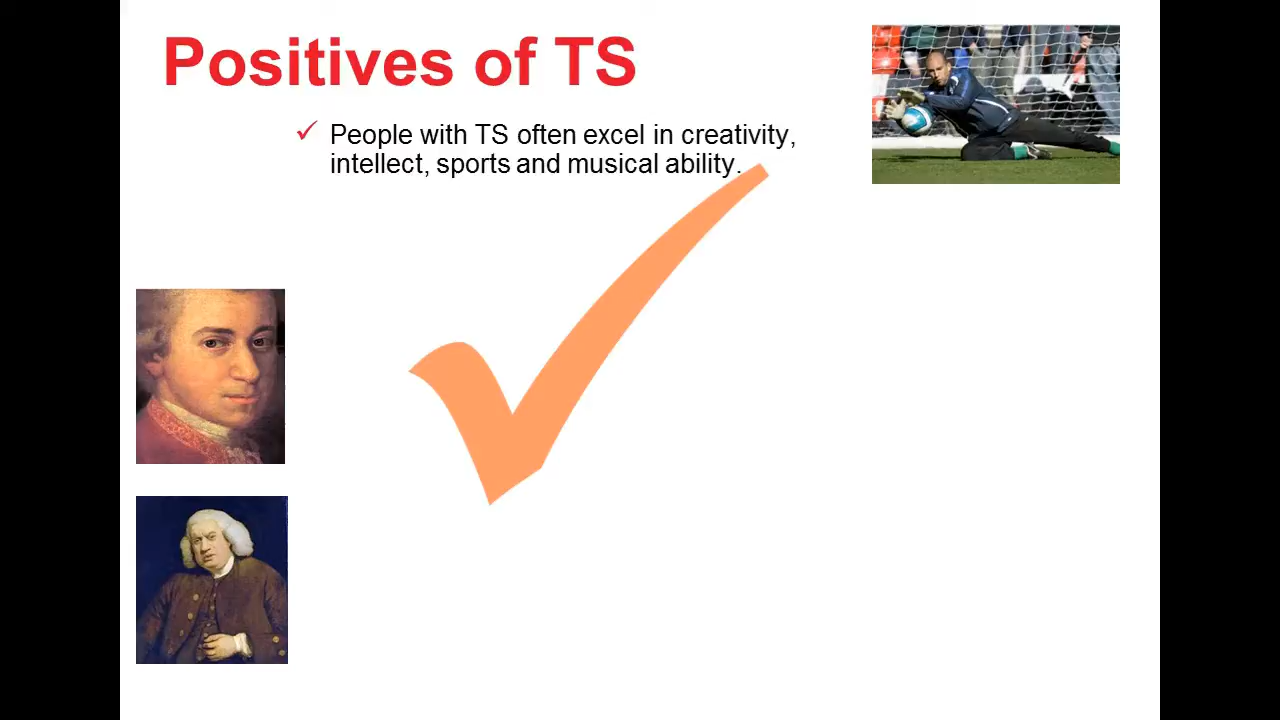 Positives of TS
✓ People with TS often excel in creativity,
intellect, sports and musical ability.